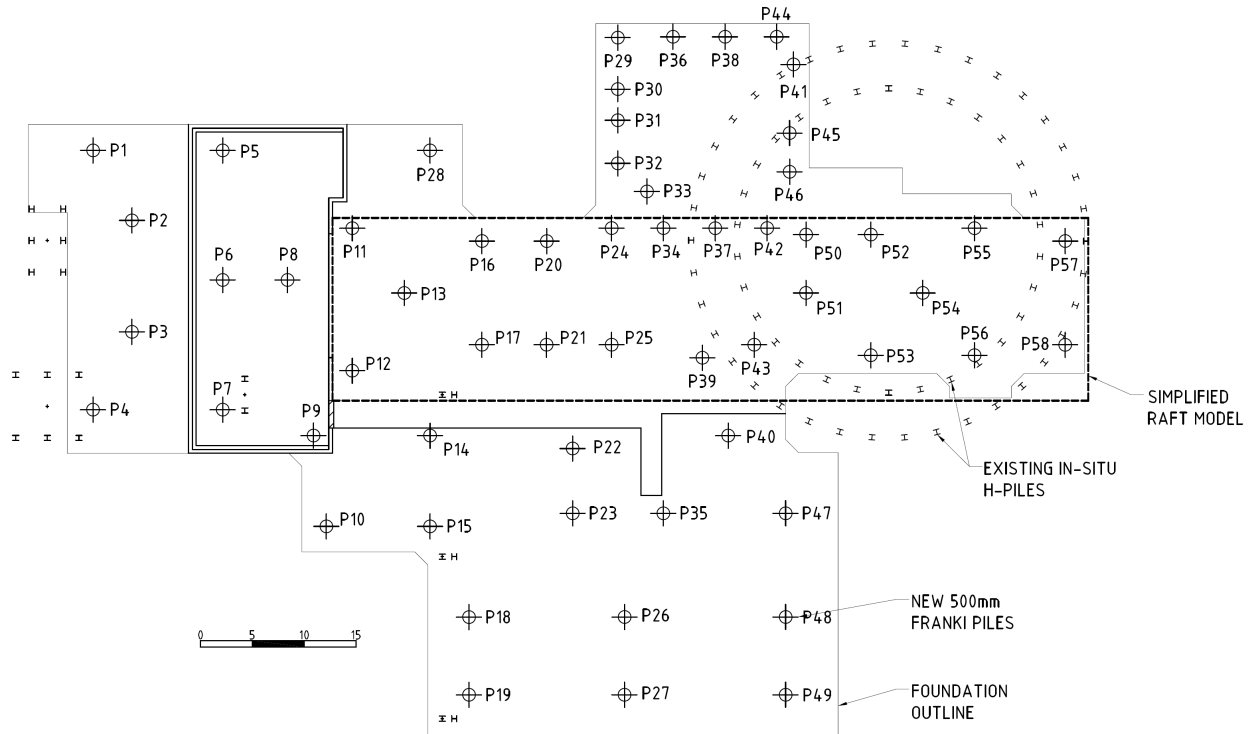 P44
P29
P36
P38
P41
P30
P31
P45
P1
P5
P28
P32
P33
P46
P2
P11
P16
P20
P24
P34
P37
P42
P50
P52
P55
P57
P6
P8
P13
P51
P54
P3
P12
P17
P21
P25
P39
P43
P53
P56
P58
P4
P7
P9
P14
P22
P40
SIMPLIFIED
RAFT MODEL
EXISTING IN-SITU
H-PILES
P10
P15
P23
P35
P47
P18
P26
P48
NEW 500mm
FRANKI PILES
0 5 10 15
P19
P27
P49
FOUNDATION
OUTLINE